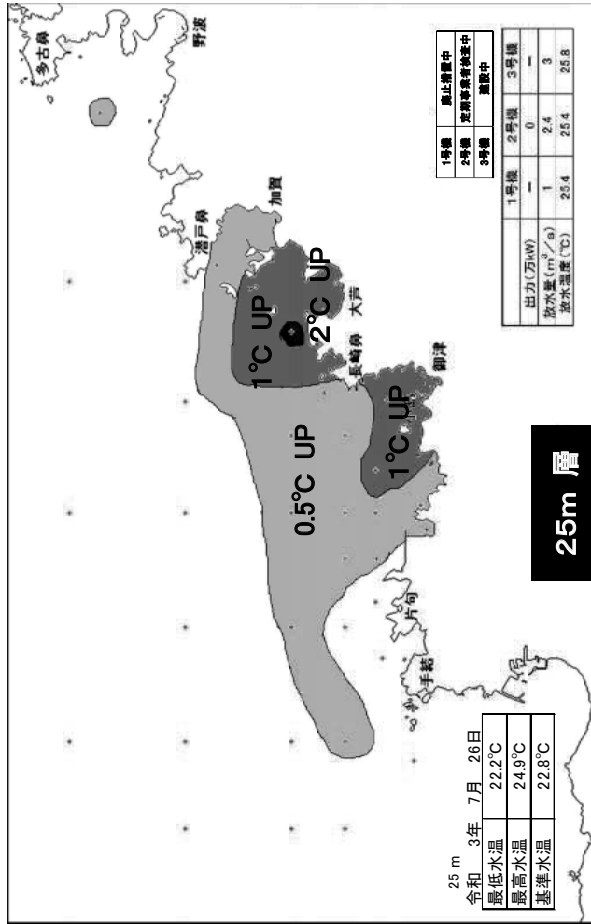 25 m
令和 3年 7月 26日
最低水温 22.2℃
最高水温 24.9℃
基準水温 22.8℃
25m 層
1号機 廃止措置中
2号機 定期事業者検査中
3号機 建設中
1号機 2号機 3号機
出力(万kW) － 0 －
放水量(m³/s) 1 2.4 3
放水温度(℃) 25.4 25.4 25.8
多古鼻
野波
潜戸鼻
加賀
1℃ UP
2℃ UP
大芦
長崎鼻
0.5℃ UP
1℃ UP
御津
片句
手結